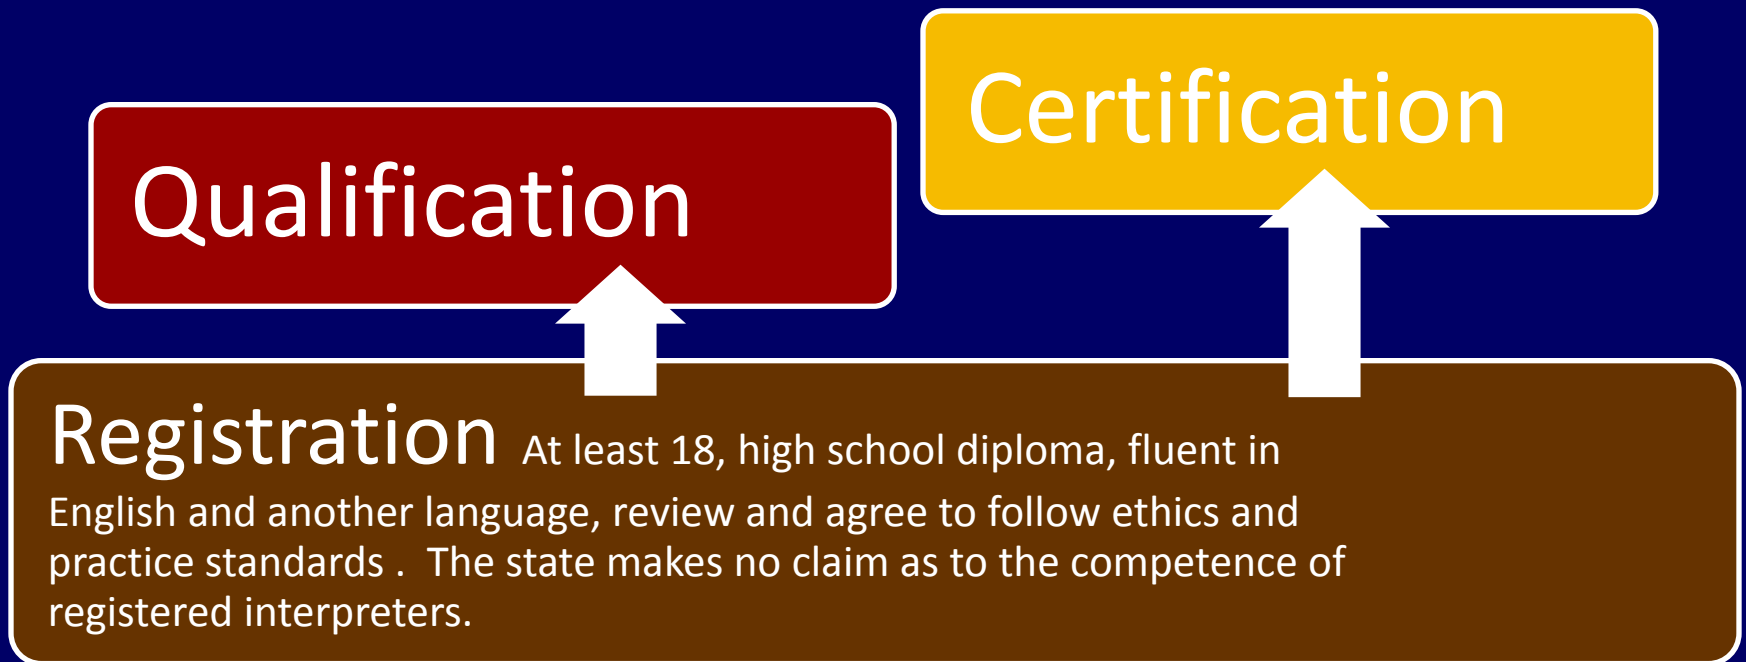 Certification
Qualification
Registration At least 18, high school diploma, fluent in
English and another language, review and agree to follow ethics and
practice standards .  The state makes no claim as to the competence of
registered interpreters.